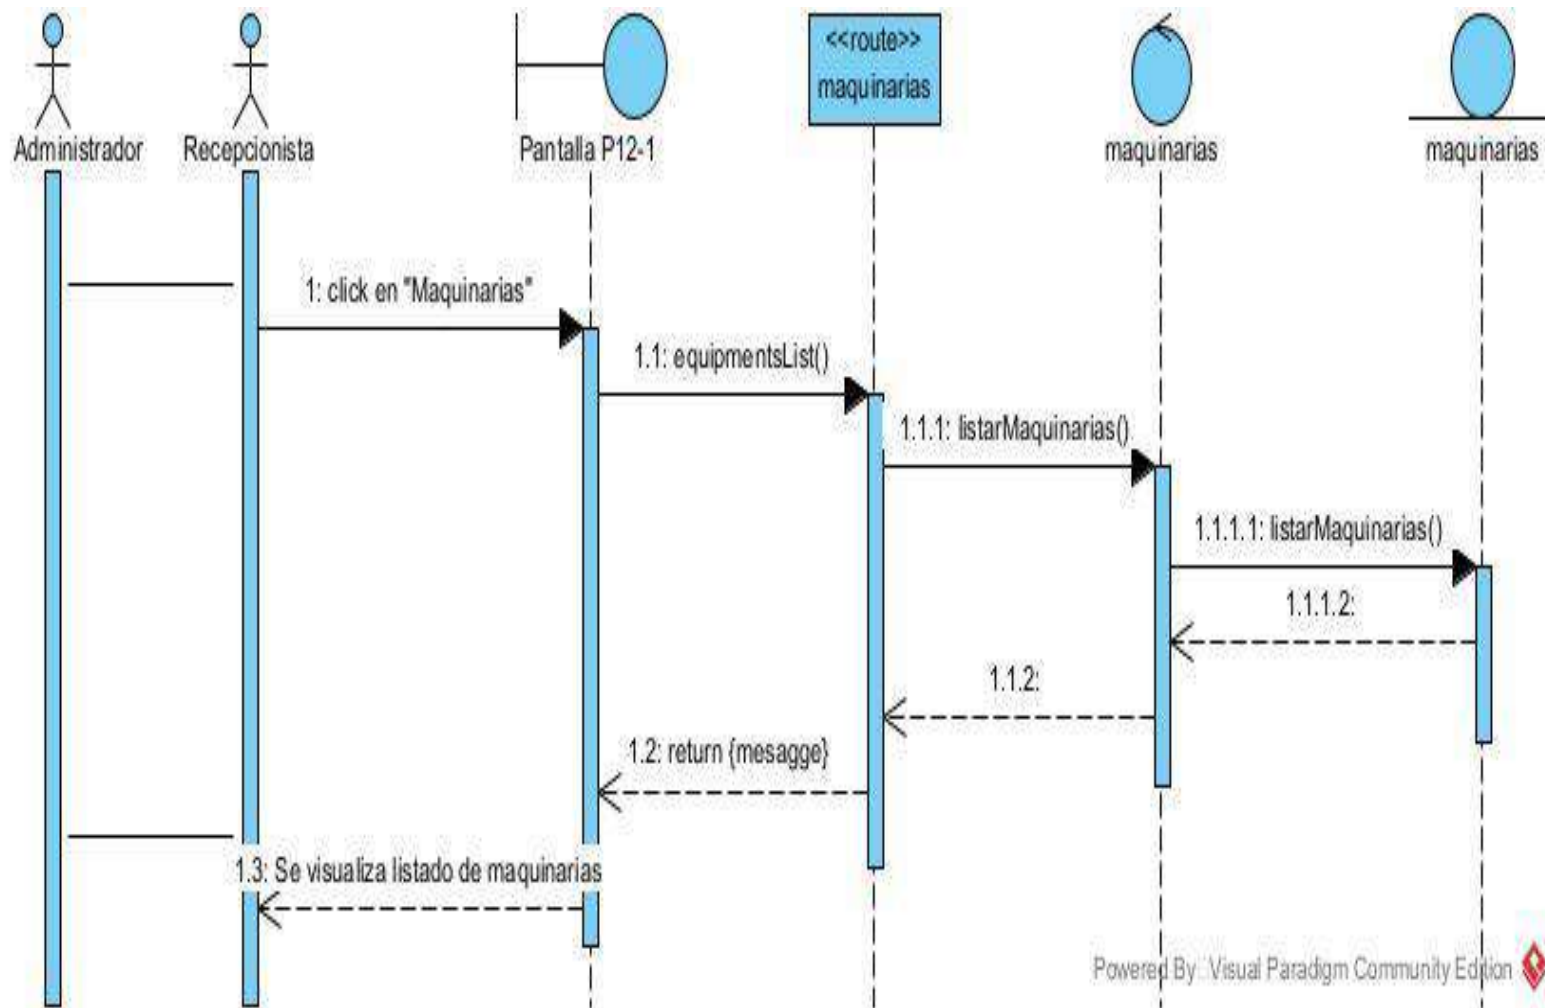 <<route>>
maquinarias
Administrador
Recepcionista
Pantalla P12-1
maquinarias
maquinarias
1: click en "Maquinarias"
1.1: equipmentsList()
1.1.1: listarMaquinarias()
1.1.1.1: listarMaquinarias()
1.1.1.2:
1.1.2:
1.2: return {mesagge}
1.3: Se visualiza listado de maquinarias
Powered By Visual Paradigm Community Edition